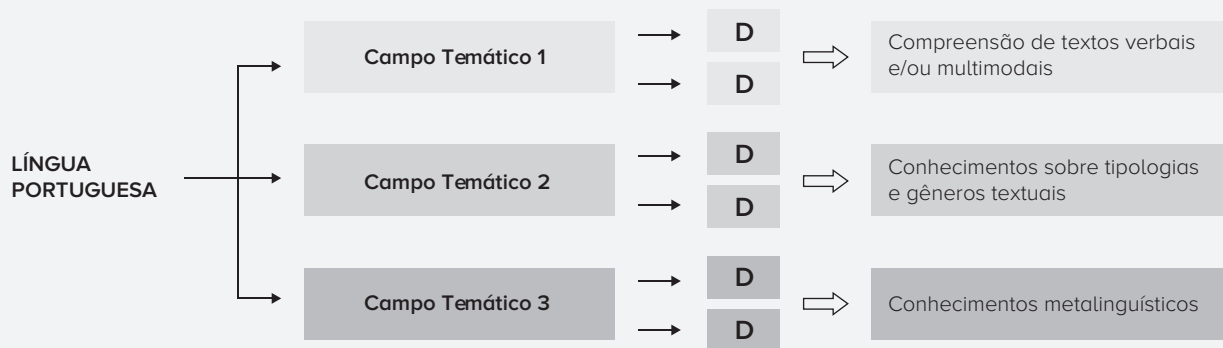 LÍNGUA
PORTUGUESA
Campo Temático 1
D
D
Compreensão de textos verbais
e/ou multimodais
Campo Temático 2
D
D
Conhecimentos sobre tipologias
e gêneros textuais
Campo Temático 3
D
D
Conhecimentos metalinguísticos